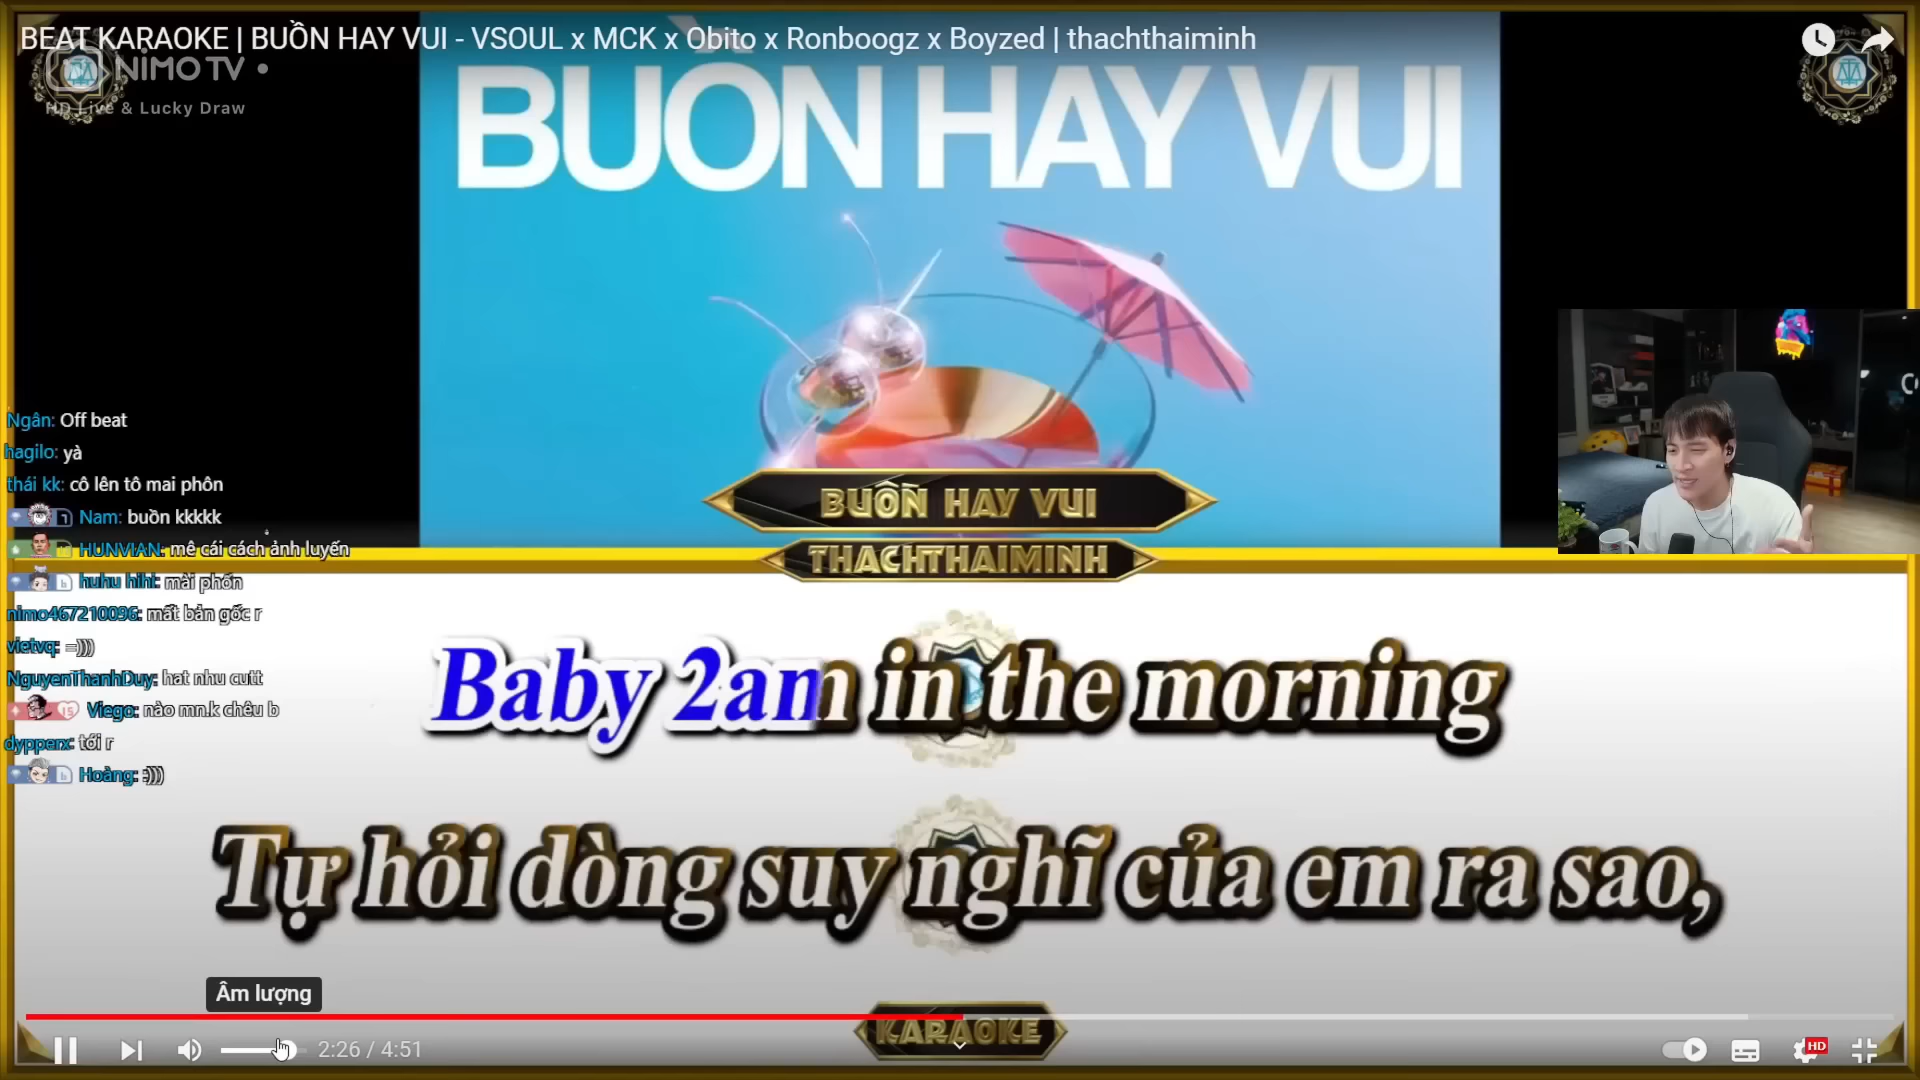 BEAT KARAOKE | BUỒN HAY VUI - VSOUL x MCK x Obito x Ronboogz x Boyzed | thachthaiminh
NIMO TV •
HD Live & Lucky Draw
BUỒN HAY VUI
Ngân: Off beat
hagilo: yà
thái kk: cô lên tô mai phôn
Nam: buồn kkkkk
HUNVIAN: mê cái cách ảnh luyến
huhu hihi: mài phốn
nimo467210096: mất bản gốc r
vietvq: =)))
NguyenThanhDuy: hat nhu cutt
Viego: nào mn.k chêu b
dypperx: tới r
Hoàng: :)))
BUỒN HAY VUI
THACHTHAIMINH
Baby 2am in the morning
Tự hỏi dòng suy nghĩ của em ra sao,
Âm lượng
KARAOKE
2:26 / 4:51
HD